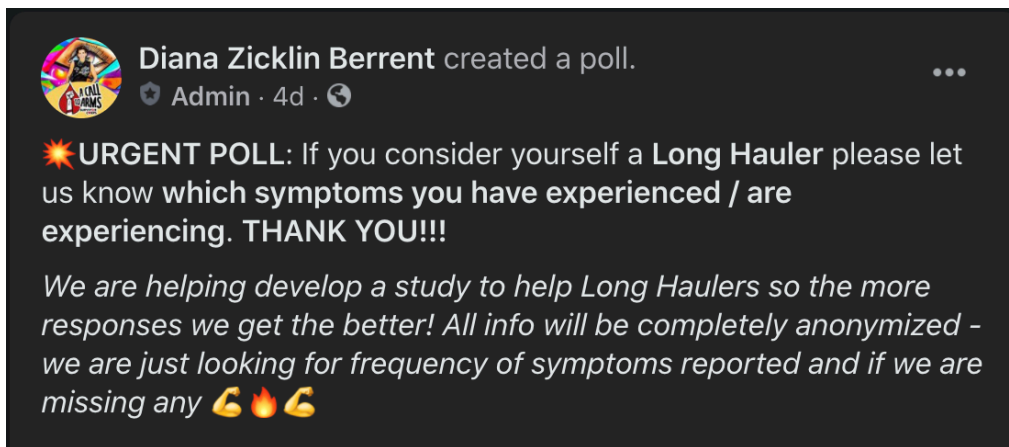 Diana Zicklin Berrent created a poll.
Admin · 4d ·
💥URGENT POLL: If you consider yourself a Long Hauler please let
us know which symptoms you have experienced / are
experiencing. THANK YOU!!!
We are helping develop a study to help Long Haulers so the more
responses we get the better! All info will be completely anonymized -
we are just looking for frequency of symptoms reported and if we are
missing any 💪🔥💪
A CALL
ARMS